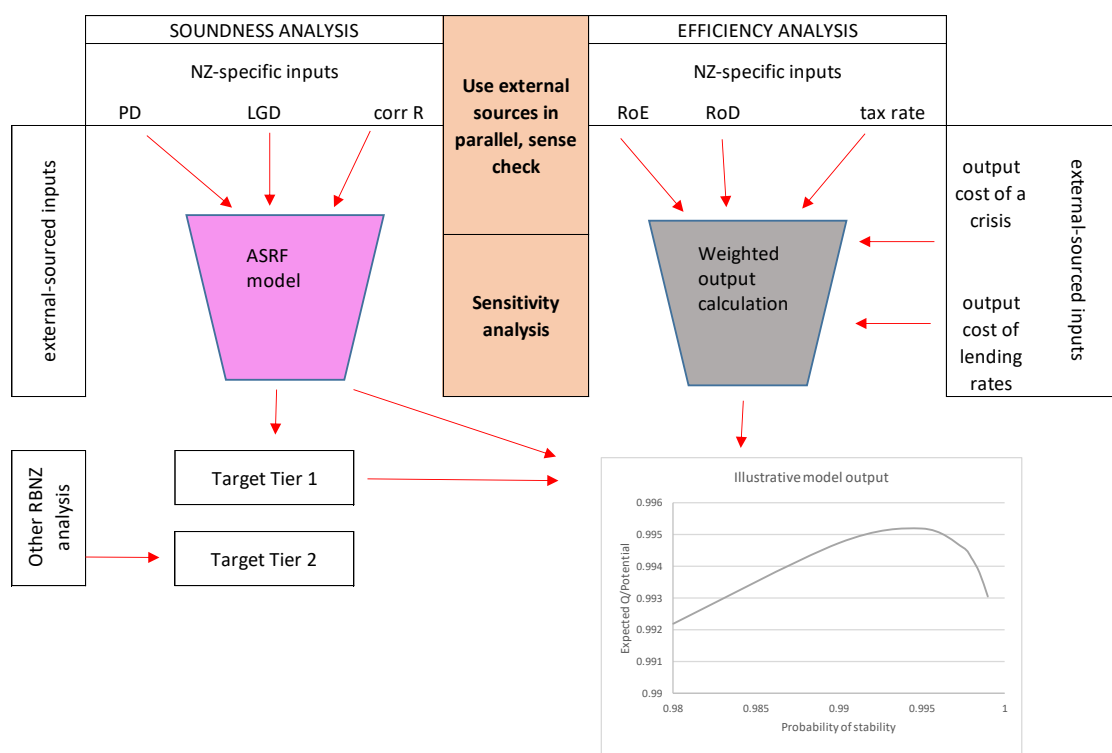 SOUNDNESS ANALYSIS
NZ-specific inputs
PD
LGD
corr R
external-sourced inputs
ASRF
model
Use external
sources in
parallel, sense
check
Sensitivity
analysis
EFFICIENCY ANALYSIS
NZ-specific inputs
RoE
RoD
tax rate
Weighted
output
calculation
output
cost of a
crisis
output
cost of
lending
rates
external-sourced inputs
Other RBNZ
analysis
Target Tier 1
Target Tier 2
Illustrative model output
Expected Q/Potential
0.996
0.995
0.994
0.993
0.992
0.991
0.99
0.98
0.985
0.99
0.995
1
Probability of stability